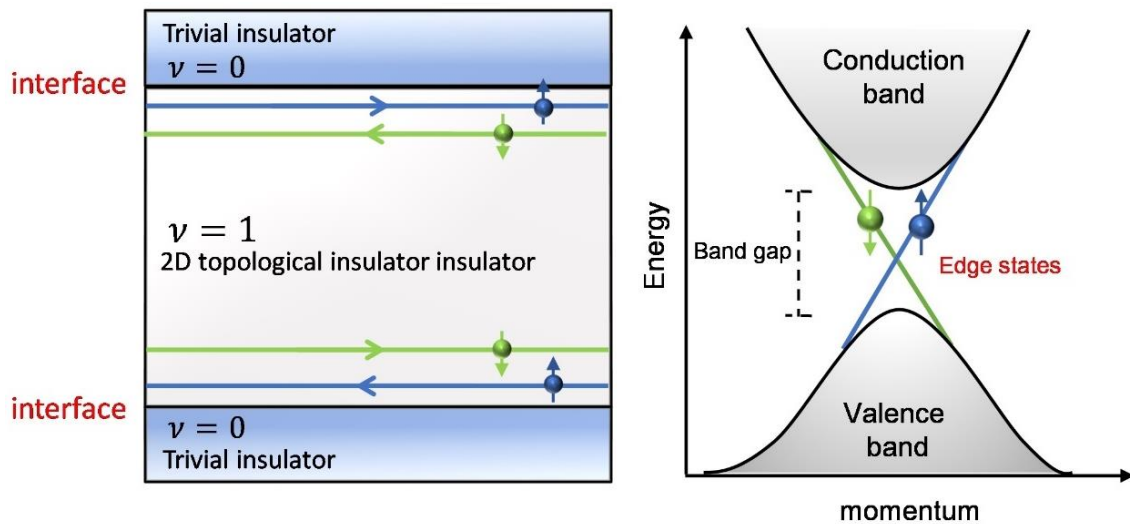 Trivial insulator
ν = 0
interface
ν = 1
2D topological insulator insulator
interface
ν = 0
Trivial insulator
Energy
Conduction
band
Band gap
Edge states
Valence
band
momentum